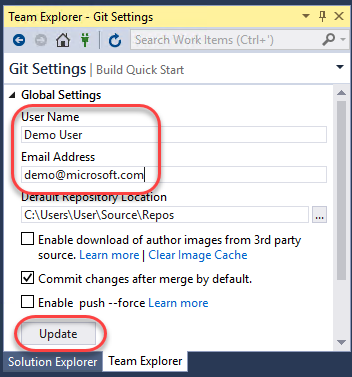 Team Explorer - Git Settings
Search Work Items (Ctrl+')
Git Settings | Build Quick Start
Global Settings
User Name
Demo User
Email Address
demo@microsoft.com
Default Repository Location
C:\Users\User\Source\Repos
...
Enable download of author images from 3rd party
source. Learn more | Clear Image Cache
Commit changes after merge by default.
Enable push --force Learn more
Update
Solution Explorer Team Explorer